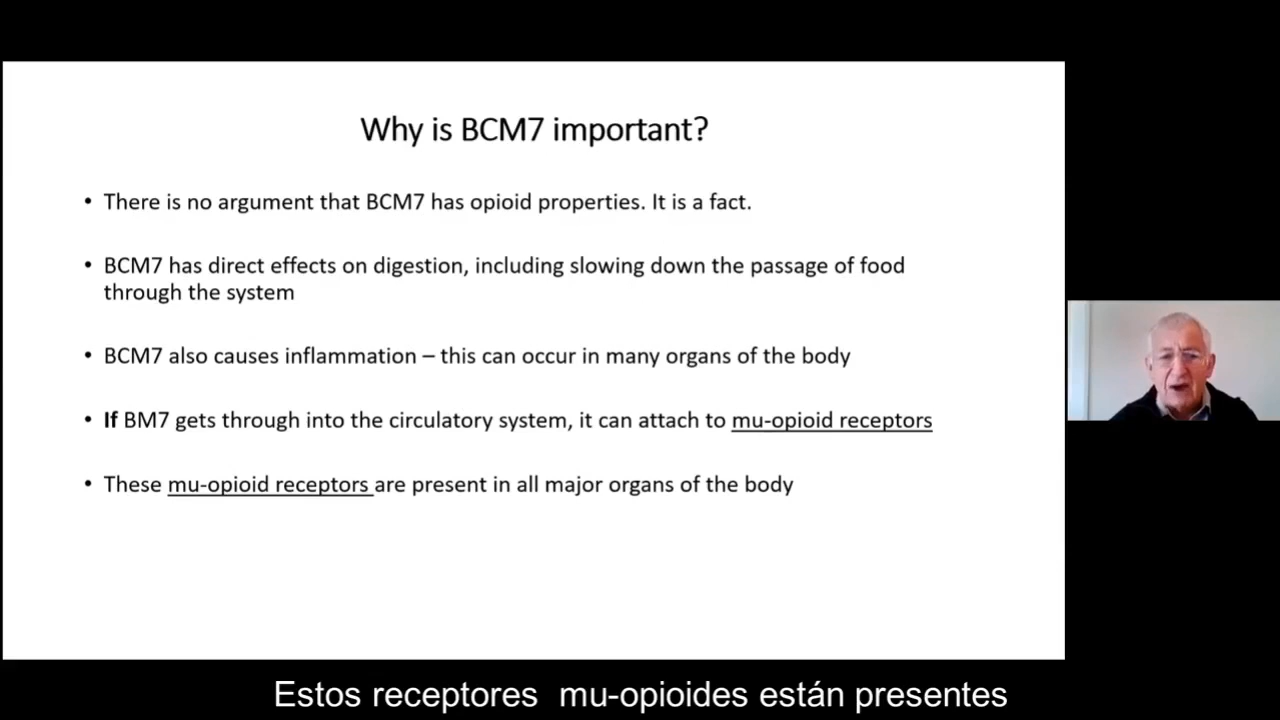 Why is BCM7 important?
• There is no argument that BCM7 has opioid properties. It is a fact.
• BCM7 has direct effects on digestion, including slowing down the passage of food
through the system
• BCM7 also causes inflammation – this can occur in many organs of the body
• If BM7 gets through into the circulatory system, it can attach to mu-opioid receptors
• These mu-opioid receptors are present in all major organs of the body
Estos receptores  mu-opioides están presentes